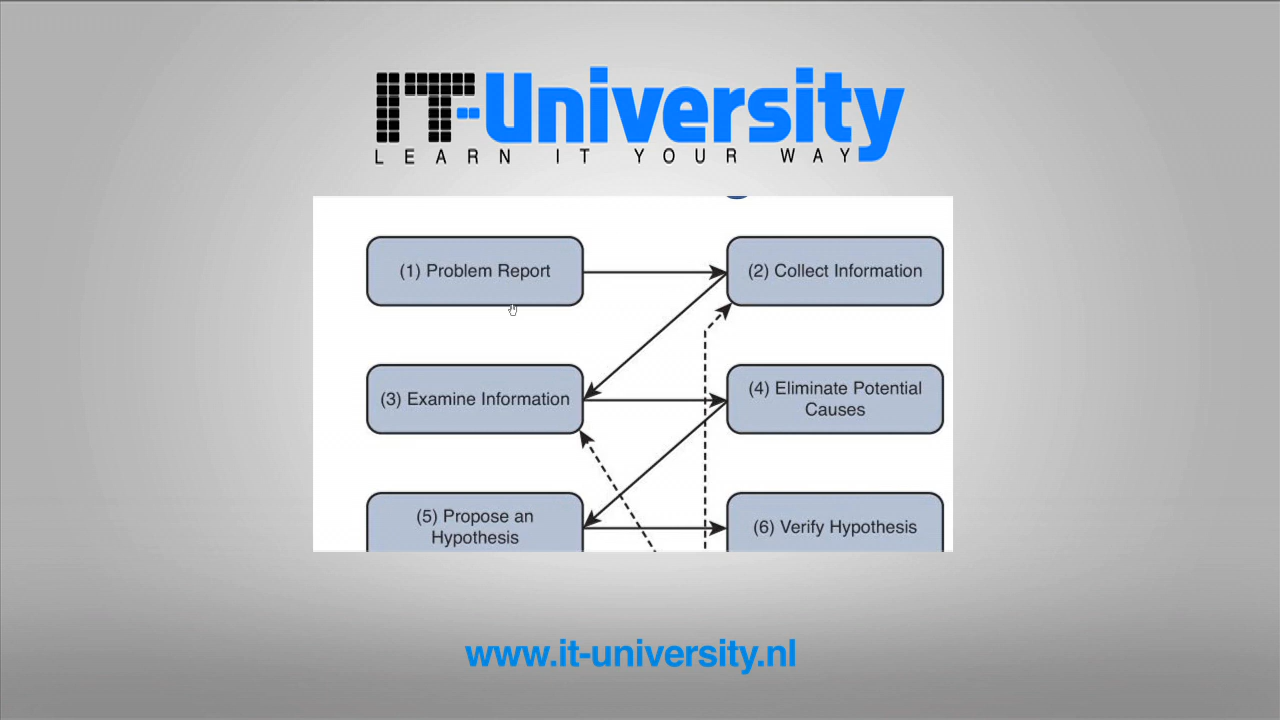 IT-University
LEARN IT YOUR WAY
(1) Problem Report
(2) Collect Information
(3) Examine Information
(4) Eliminate Potential
Causes
(5) Propose an
Hypothesis
(6) Verify Hypothesis
www.it-university.nl